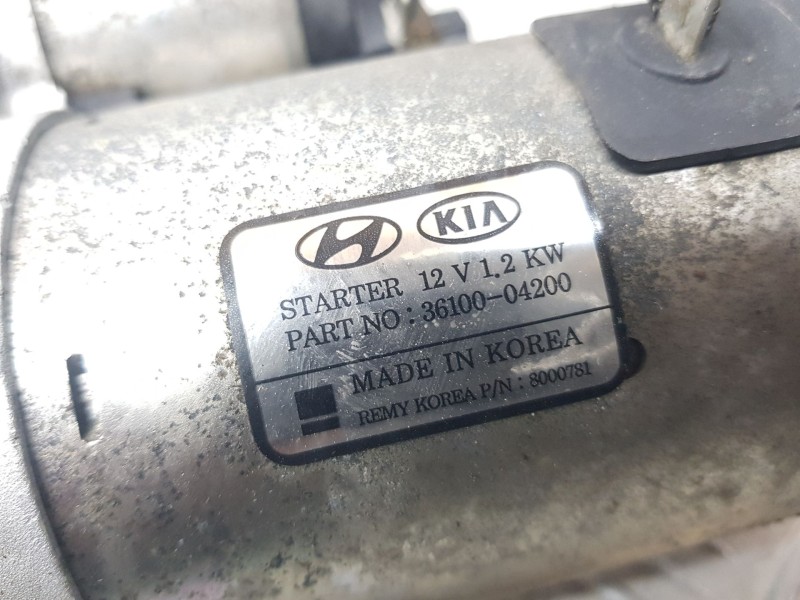 KIA
STARTER 12 V 1.2 KW
PART NO : 36100-04200
MADE IN KOREA
REMY KOREA P/N : 8000781